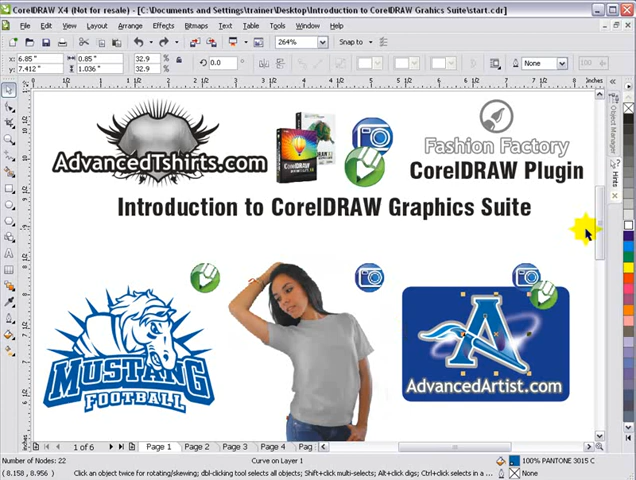 CorelDRAW X4 (Not for resale) - [C:\Documents and Settings\trainer\Desktop\Introduction to CorelDRAW Grahics Suite\start.cdr]
File Edit View Layout Arrange Effects Bitmaps Text Table Tools Window Help
264% Snap to
x: 6.85" 0.85" 32.9 %
y: 7.412" 1.036" 32.9 %
0.0 None 100
inches
Object Manager
Hints
AdvancedTshirts.com
Fashion Factory
CorelDRAW Plugin
Introduction to CorelDRAW Graphics Suite
MUSTANG
FOOTBALL
A
AdvancedArtist.com
1 of 6 Page 1 Page 2 Page 3 Page 4 Page 5 Page 6
Number of Nodes: 22 Curve on Layer 1 100% PANTONE 3015 C
(8.158, 8.956) Click an object twice for rotating/skewing; dbl-clicking tool selects all objects; Shift+click multi-selects; Alt+click digs; Ctrl+click selects in a None